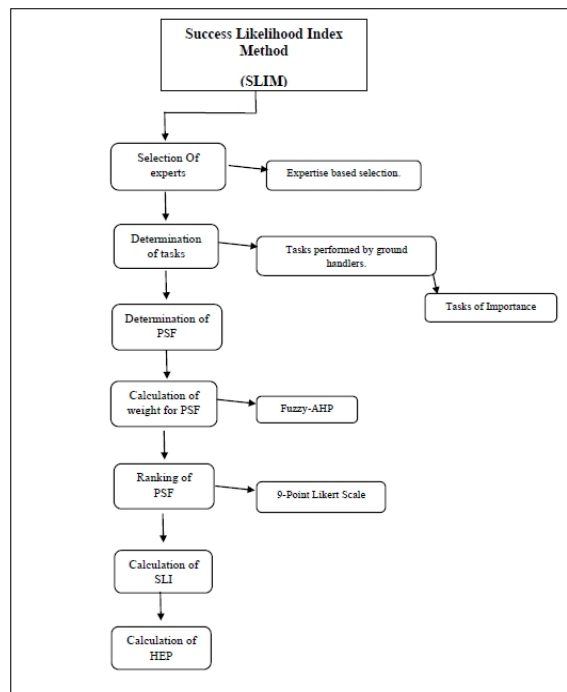 Success Likelihood Index
Method
(SLIM)
Selection Of
experts
Expertise based selection.
Determination
of tasks
Tasks performed by ground
handlers.
Tasks of Importance
Determination of
PSF
Calculation of
weight for PSF
Fuzzy-AHP
Ranking of
PSF
9-Point Likert Scale
Calculation of
SLI
Calculation of
HEP